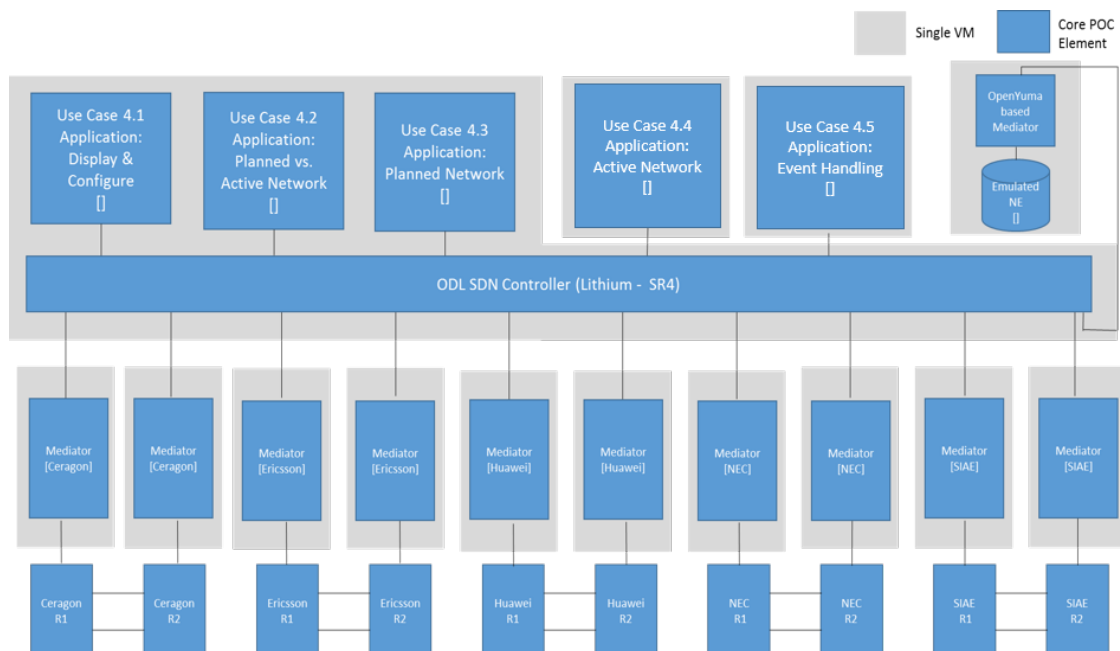 Single VM
Core POC
Element
Use Case 4.1
Application:
Display &
Configure
[]
Use Case 4.2
Application:
Planned vs.
Active Network
[]
Use Case 4.3
Application:
Planned Network
[]
Use Case 4.4
Application:
Active Network
[]
Use Case 4.5
Application:
Event Handling
[]
OpenYuma
based
Mediator
Emulated
NE
[]
ODL SDN Controller (Lithium - SR4)
Mediator
[Ceragon]
Mediator
[Ceragon]
Mediator
[Ericsson]
Mediator
[Ericsson]
Mediator
[Huawei]
Mediator
[Huawei]
Mediator
[NEC]
Mediator
[NEC]
Mediator
[SIAE]
Mediator
[SIAE]
Ceragon
R1
Ceragon
R2
Ericsson
R1
Ericsson
R2
Huawei
R1
Huawei
R2
NEC
R1
NEC
R2
SIAE
R1
SIAE
R2